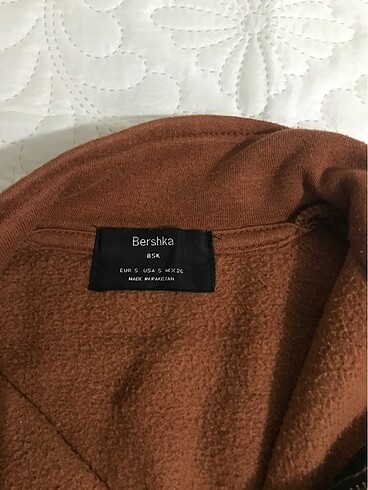 Bershka
BSK
EUR S USA S MEX 26
MADE IN PAKISTAN